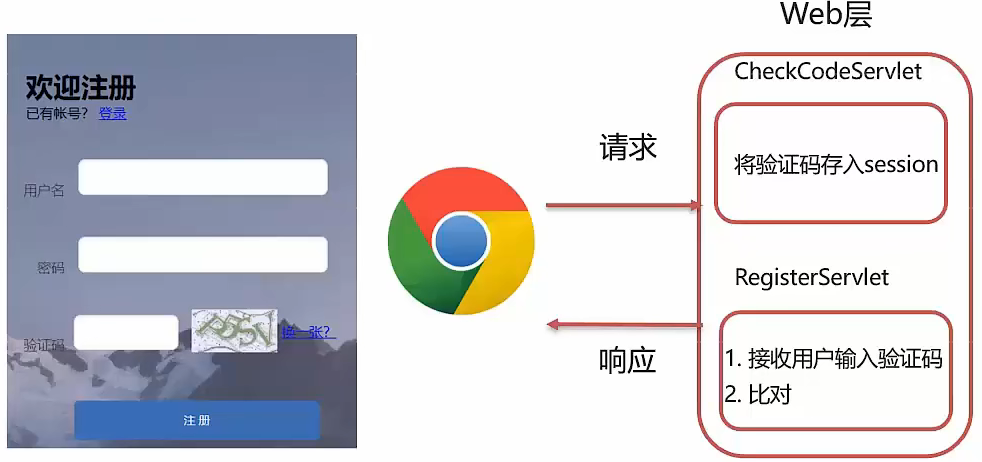 欢迎注册
已有帐号？ 登录
用户名
密码
验证码
换一张？
注 册
请求
响应
Web层
CheckCodeServlet
将验证码存入session
RegisterServlet
1. 接收用户输入验证码
2. 比对